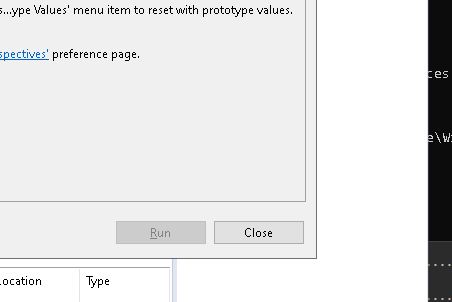 s...ype Values' menu item to reset with prototype values.
spectives' preference page.
ces
e\W
Run
Close
ocation
Type
....
....